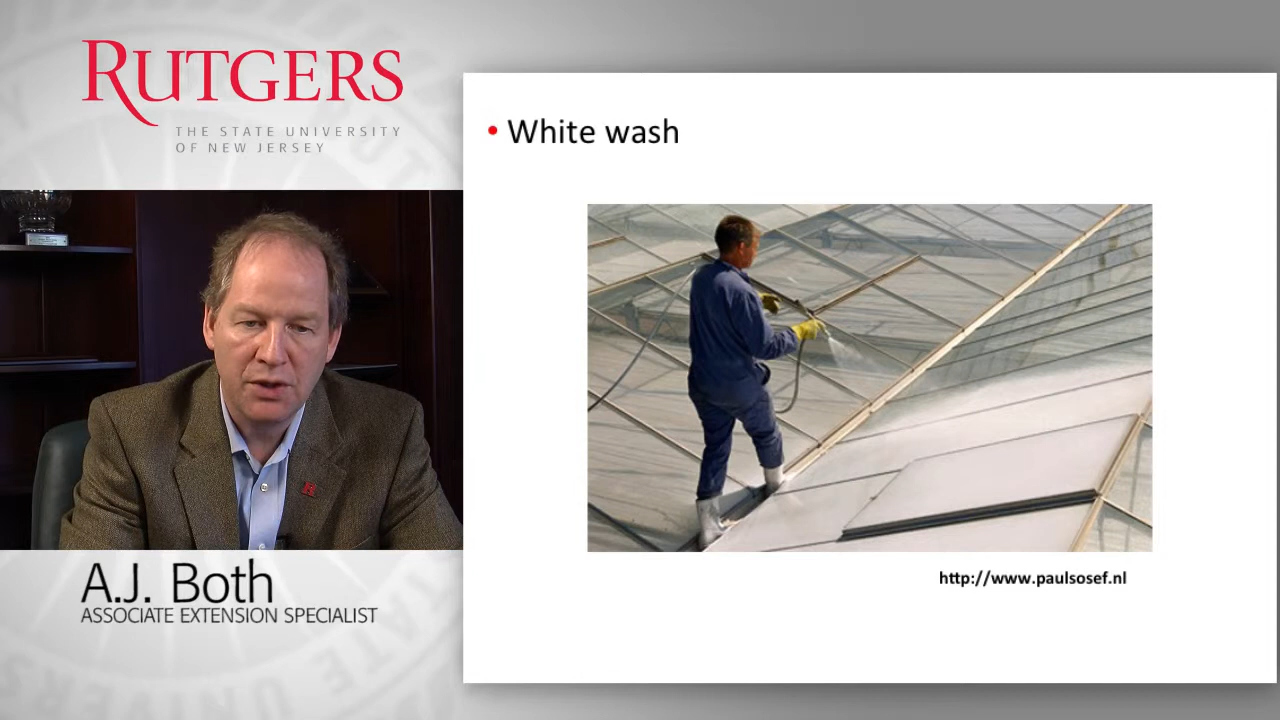 RUTGERS
THE STATE UNIVERSITY
OF NEW JERSEY
• White wash
http://www.paulsosef.nl
A.J. Both
ASSOCIATE EXTENSION SPECIALIST